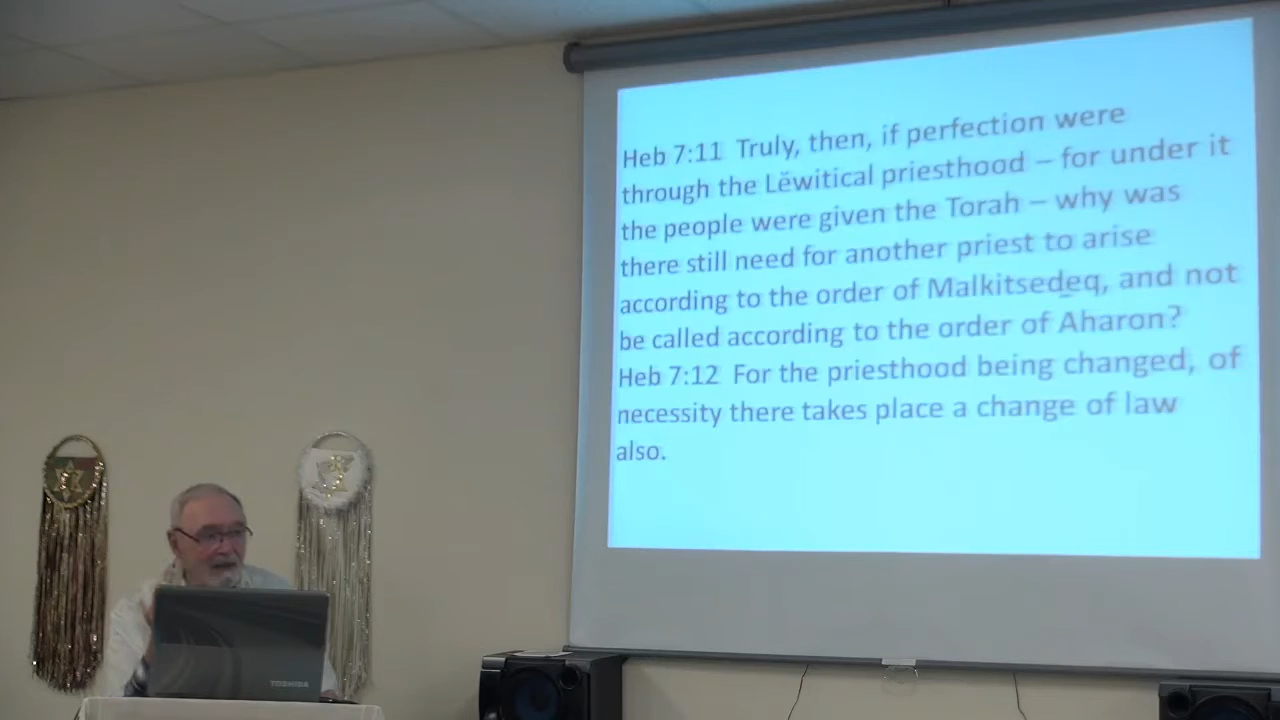 Heb 7:11 Truly, then, if perfection were
through the Lĕwitical priesthood – for under it
the people were given the Torah – why was
there still need for another priest to arise
according to the order of Malkitsed̲eq, and not
be called according to the order of Aharon?
Heb 7:12 For the priesthood being changed, of
necessity there takes place a change of law
also.
TOSHIBA